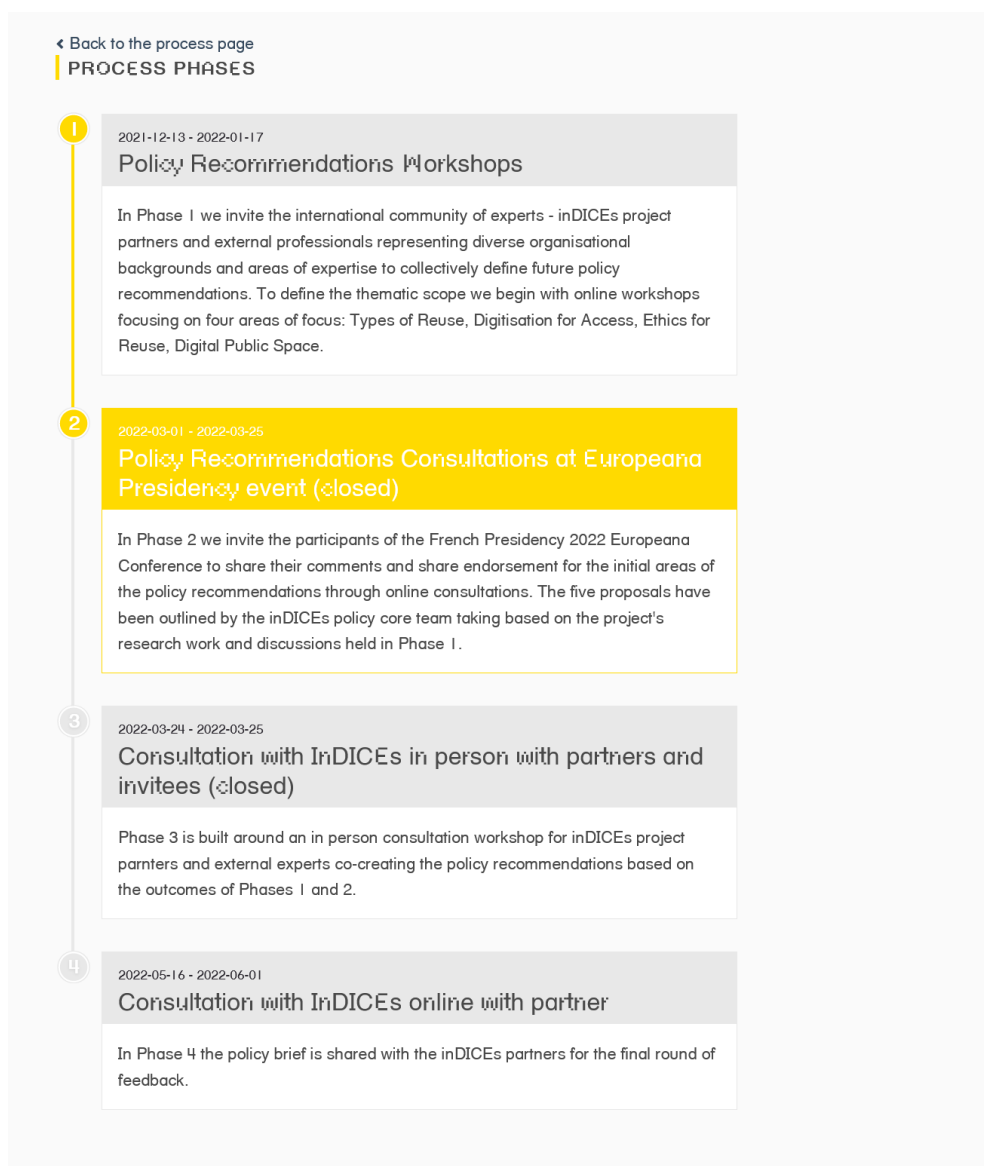 Back to the process page
PROCESS PHASES
1
2021-12-13 - 2022-01-17
Policy Recommendations Workshops
In Phase 1 we invite the international community of experts - inDICEs project
partners and external professionals representing diverse organisational
backgrounds and areas of expertise to collectively define future policy
recommendations. To define the thematic scope we begin with online workshops
focusing on four areas of focus: Types of Reuse, Digitisation for Access, Ethics for
Reuse, Digital Public Space.
2
2022-03-01 - 2022-03-25
Policy Recommendations Consultations at Europeana
Presidency event (closed)
In Phase 2 we invite the participants of the French Presidency 2022 Europeana
Conference to share their comments and share endorsement for the initial areas of
the policy recommendations through online consultations. The five proposals have
been outlined by the inDICEs policy core team taking based on the project's
research work and discussions held in Phase 1.
3
2022-03-24 - 2022-03-25
Consultation with InDICEs in person with partners and
invitees (closed)
Phase 3 is built around an in person consultation workshop for inDICEs project
parnters and external experts co-creating the policy recommendations based on
the outcomes of Phases 1 and 2.
4
2022-05-16 - 2022-06-01
Consultation with InDICEs online with partner
In Phase 4 the policy brief is shared with the inDICEs partners for the final round of
feedback.